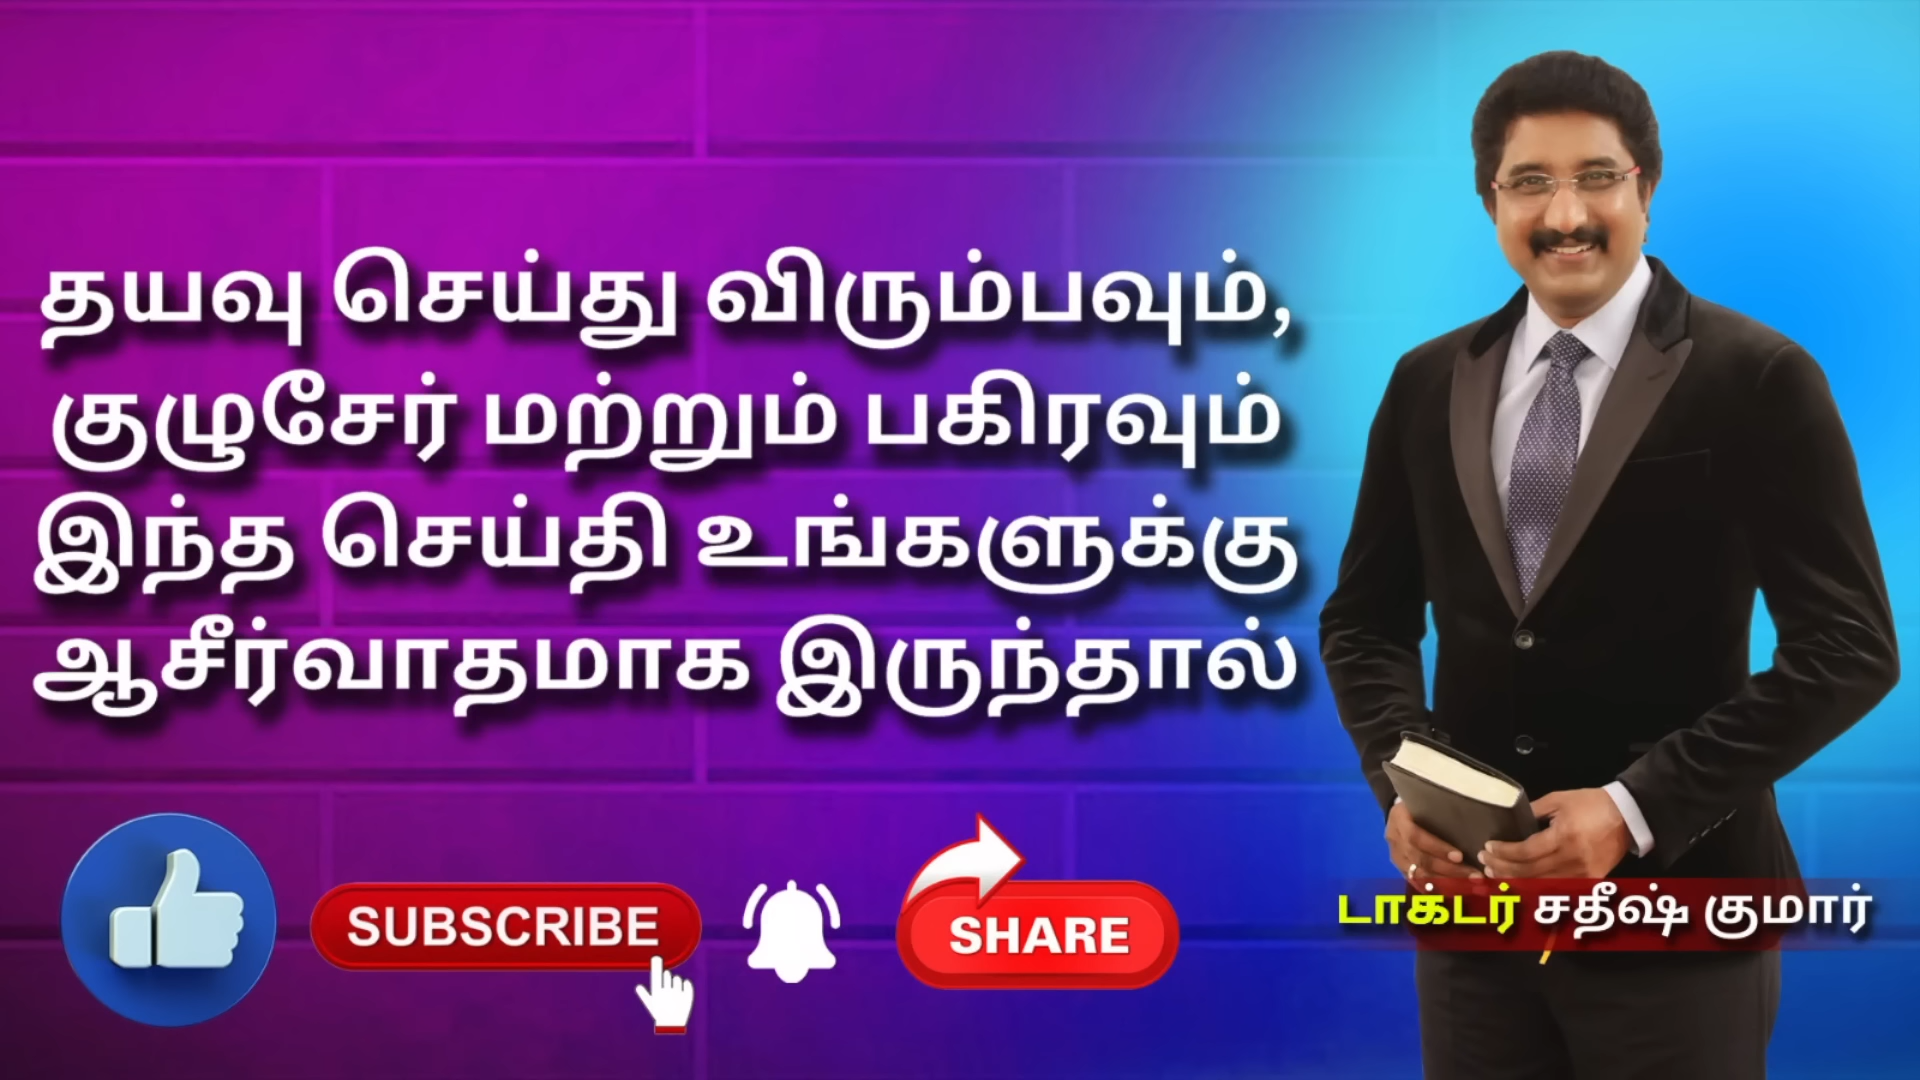 தயவு செய்து விரும்பவும்,
குழுசேர் மற்றும் பகிரவும்
இந்த செய்தி உங்களுக்கு
ஆசீர்வாதமாக இருந்தால்
SUBSCRIBE
SHARE
டாக்டர் சதீஷ் குமார்